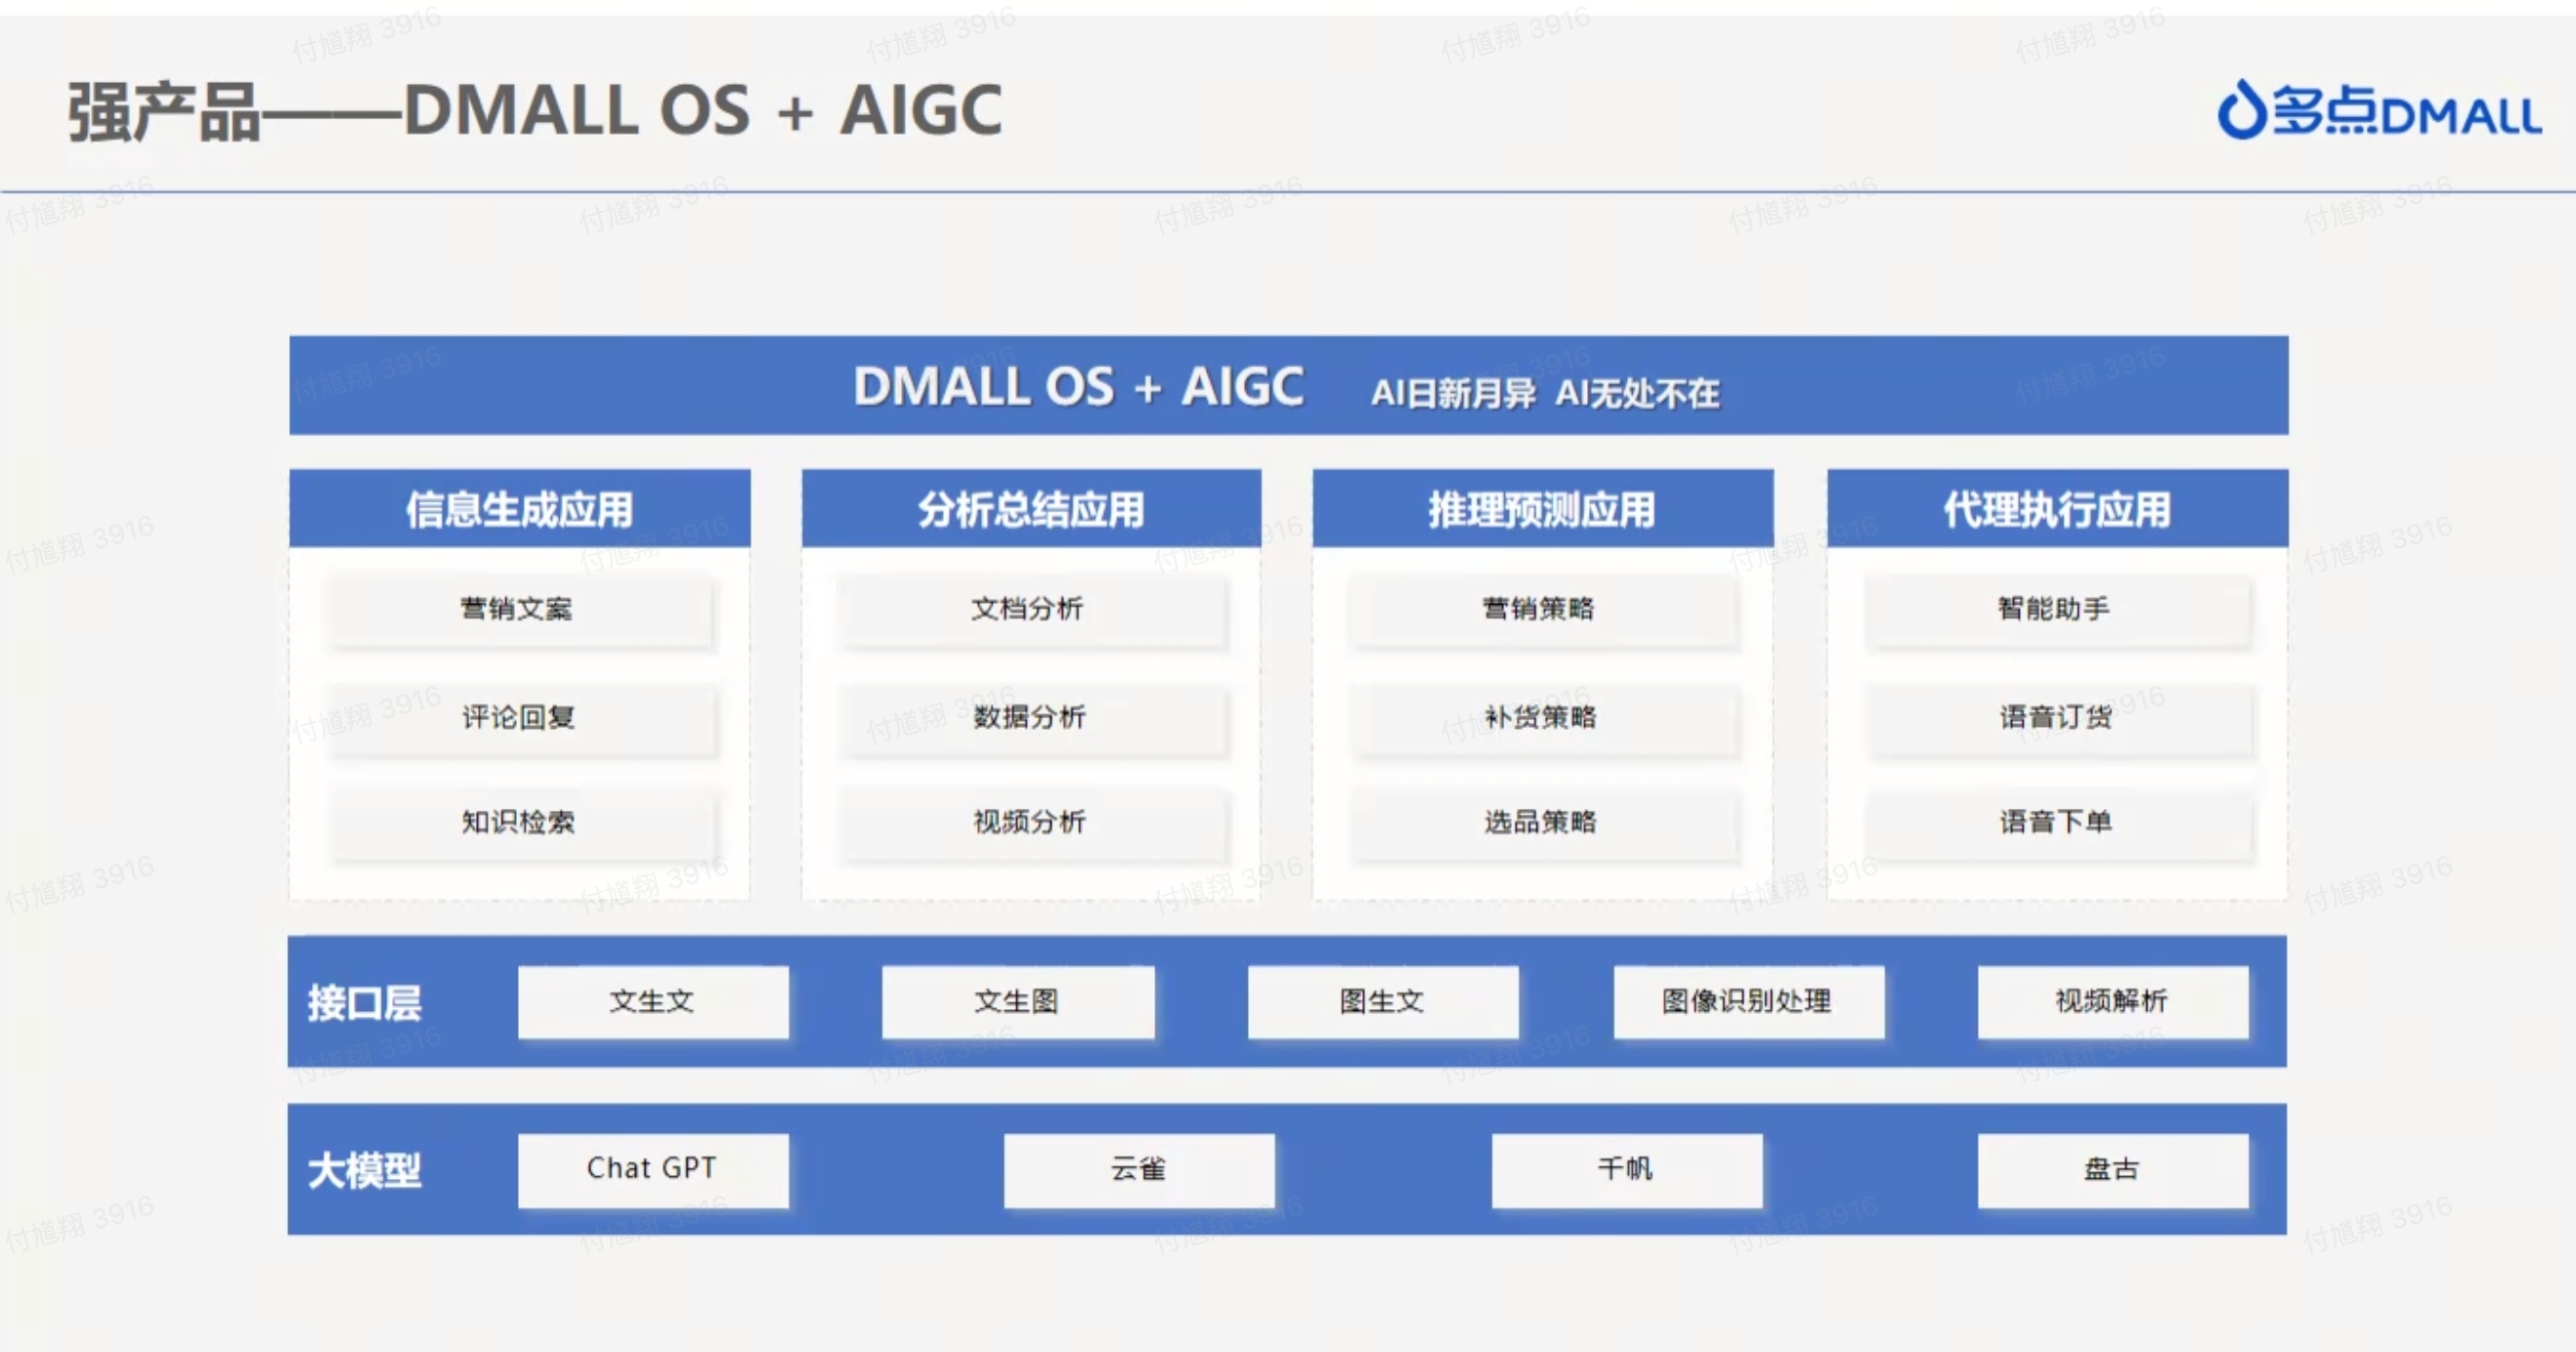 强产品——DMALL OS + AIGC
多点DMALL
DMALL OS + AIGC AI日新月异 AI无处不在
信息生成应用
营销文案
评论回复
知识检索
分析总结应用
文档分析
数据分析
视频分析
推理预测应用
营销策略
补货策略
选品策略
代理执行应用
智能助手
语音订货
语音下单
接口层 文生文 文生图 图生文 图像识别处理 视频解析
大模型 Chat GPT 云雀 千帆 盘古
付馗翔 3916